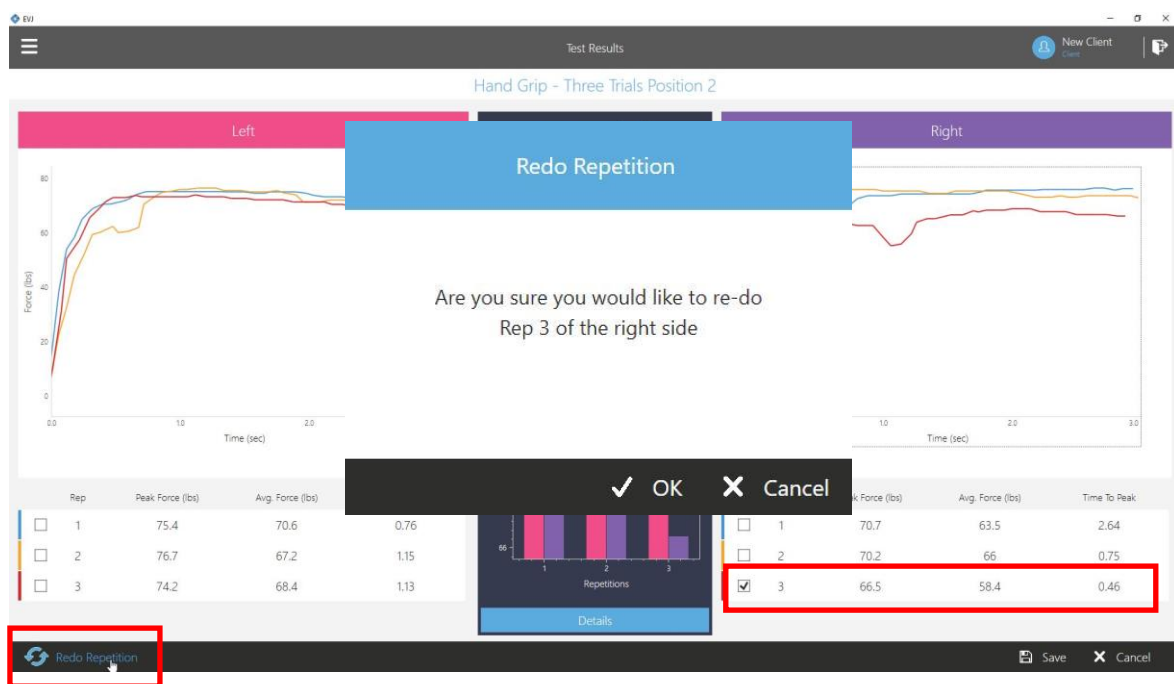 EVJ
Test Results
New Client
Client
Hand Grip - Three Trials Position 2
Left
Right
Redo Repetition
Are you sure you would like to re-do
Rep 3 of the right side
OK
Cancel
Force (lbs)
80
60
40
20
0
0.0 1.0 2.0
Time (sec)
1.0 2.0 3.0
Time (sec)
Rep Peak Force (lbs) Avg. Force (lbs)
1 75.4 70.6 0.76
2 76.7 67.2 1.15
3 74.2 68.4 1.13
66
1 2 3
Repetitions
Details
Force (lbs) Avg. Force (lbs) Time To Peak
1 70.7 63.5 2.64
2 70.2 66 0.75
3 66.5 58.4 0.46
Redo Repetition
Save
Cancel